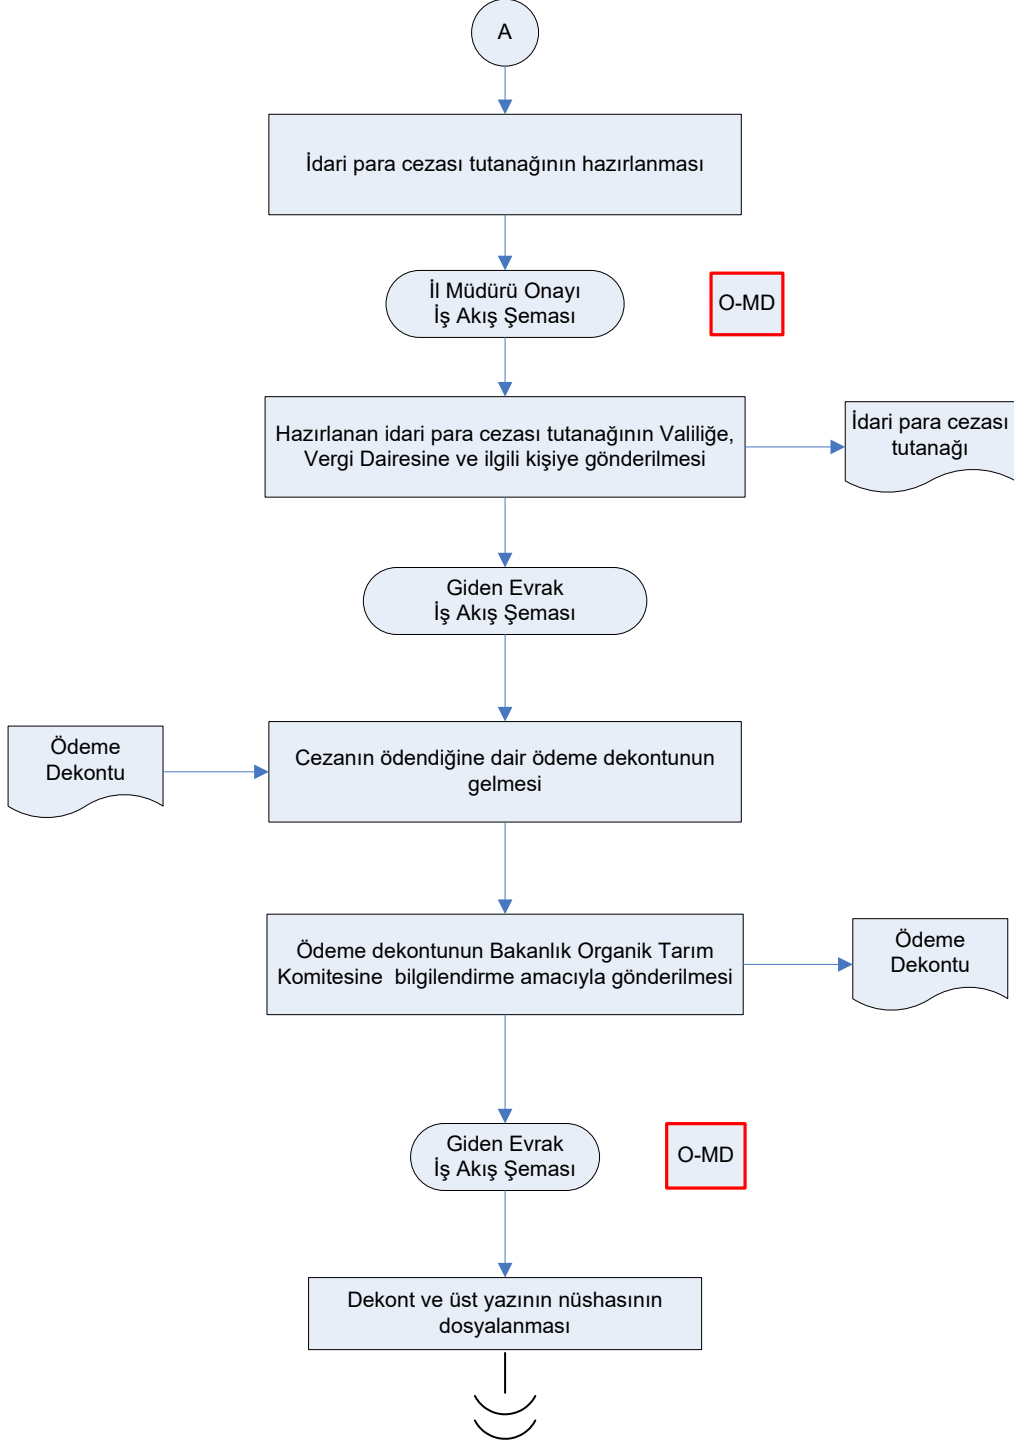 A
İdari para cezası tutanağının hazırlanması
İl Müdürü Onayı
İş Akış Şeması
O-MD
Hazırlanan idari para cezası tutanağının Valiliğe,
Vergi Dairesine ve ilgili kişiye gönderilmesi
İdari para cezası
tutanağı
Giden Evrak
İş Akış Şeması
Ödeme
Dekontu
Cezanın ödendiğine dair ödeme dekontunun
gelmesi
Ödeme dekontunun Bakanlık Organik Tarım
Komitesine  bilgilendirme amacıyla gönderilmesi
Ödeme
Dekontu
Giden Evrak
İş Akış Şeması
O-MD
Dekont ve üst yazının nüshasının
dosyalanması